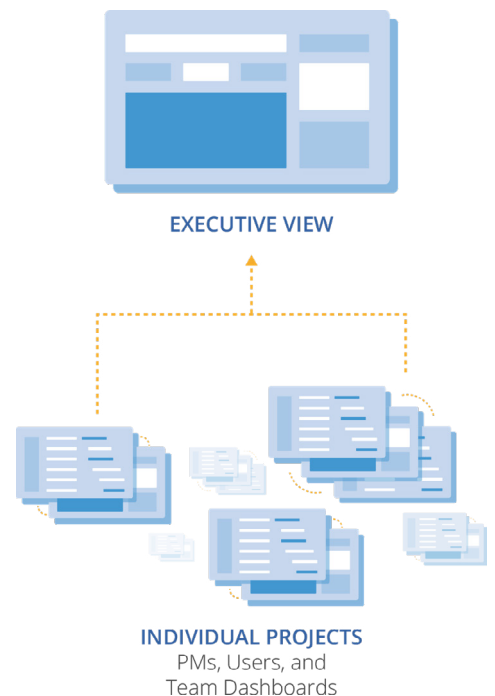 EXECUTIVE VIEW
INDIVIDUAL PROJECTS
PMs, Users, and
Team Dashboards